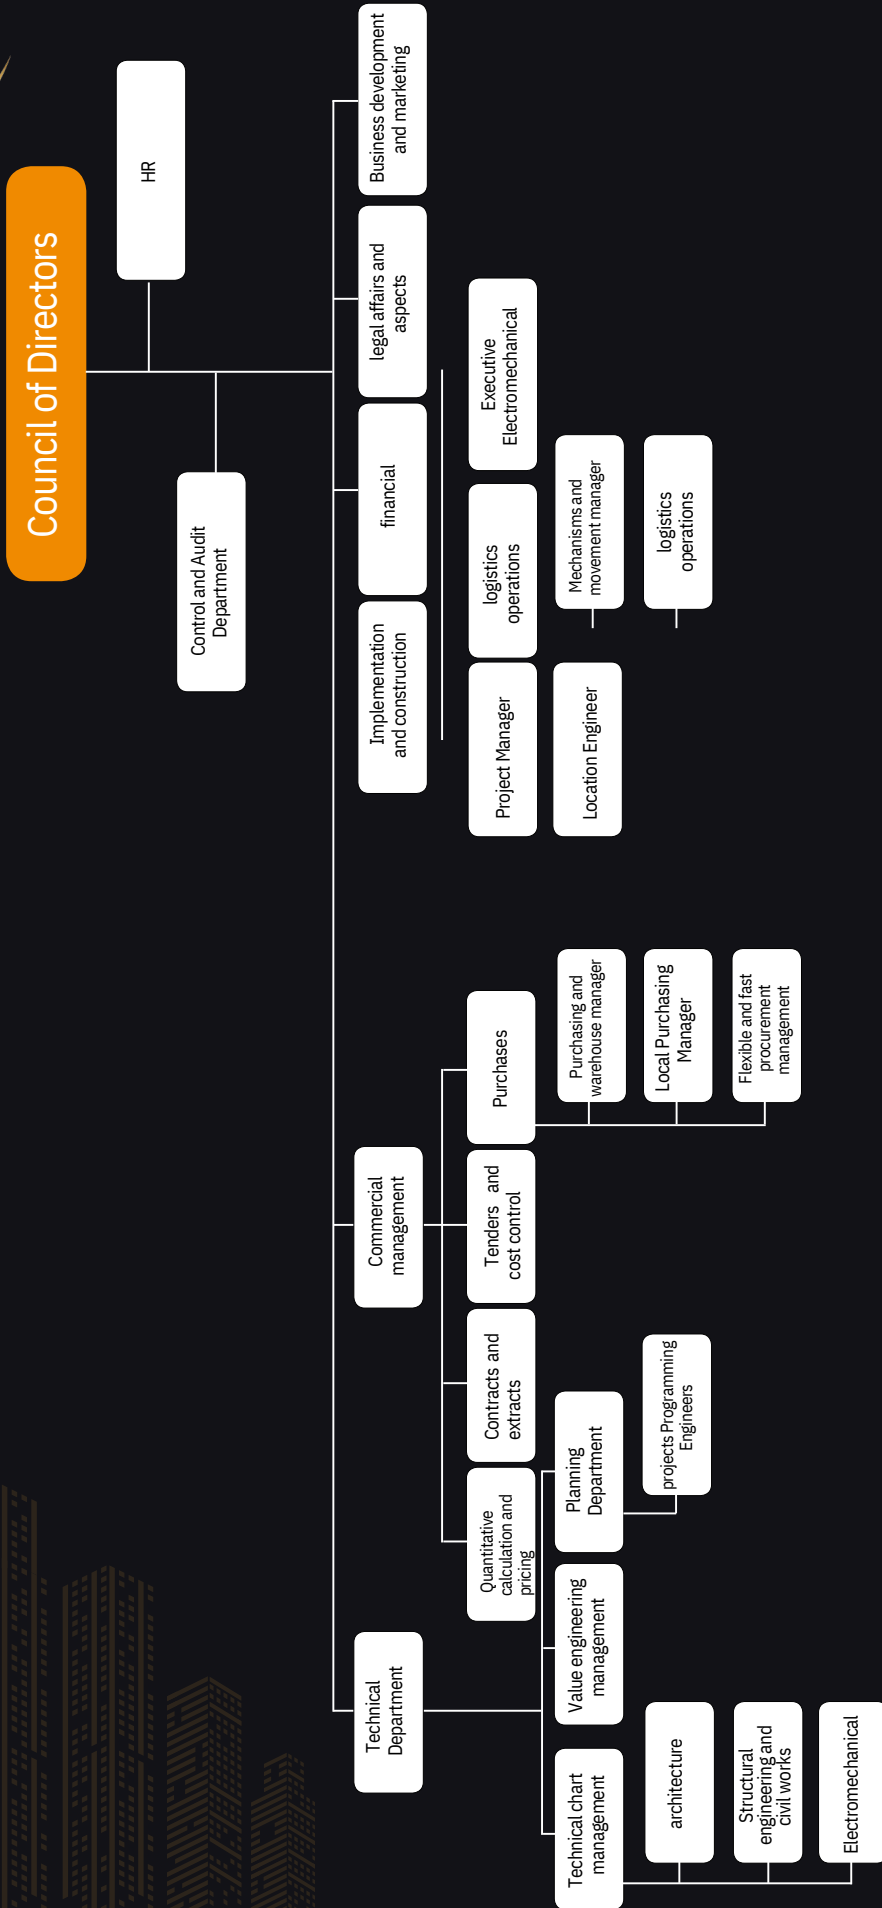 Council of Directors
HR
Control and Audit
Department
Technical
Department
Commercial
management
Implementation
and construction
financial
legal affairs and
aspects
Business development
and marketing
Quantitative
calculation and
pricing
Contracts and
extracts
Tenders and
cost control
Purchases
Project Manager
logistics
operations
Executive
Electromechanical
Technical chart
management
Value engineering
management
Planning
Department
Purchasing and
warehouse manager
Location Engineer
Mechanisms and
movement manager
architecture
projects Programming
Engineers
Local Purchasing
Manager
logistics
operations
Structural
engineering and
civil works
Flexible and fast
procurement
management
Electromechanical